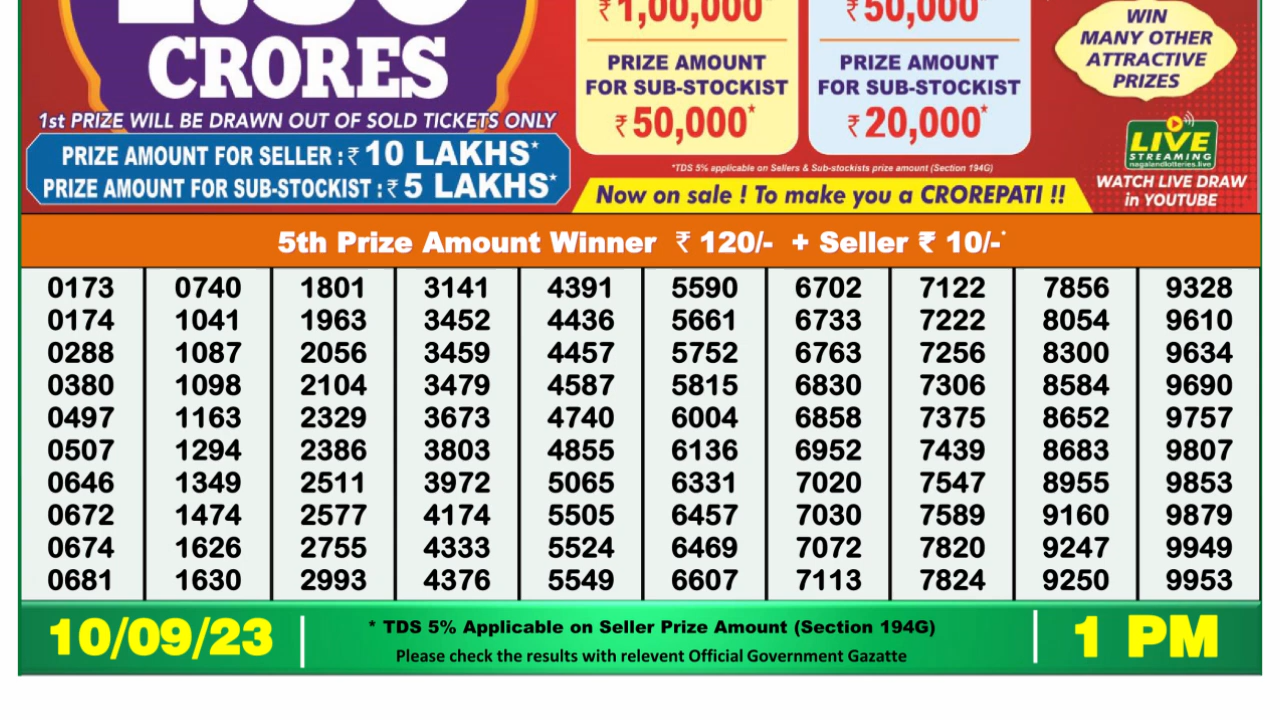 CRORES
1st PRIZE WILL BE DRAWN OUT OF SOLD TICKETS ONLY
PRIZE AMOUNT FOR SELLER : ₹ 10 LAKHS*
PRIZE AMOUNT FOR SUB-STOCKIST : ₹ 5 LAKHS*
₹1,00,000*
PRIZE AMOUNT
FOR SUB-STOCKIST
₹50,000*
₹50,000*
PRIZE AMOUNT
FOR SUB-STOCKIST
₹20,000*
*TDS 5% applicable on Sellers & Sub-stockists prize amount (Section 194G)
Now on sale ! To make you a CROREPATI !!
WIN
MANY OTHER
ATTRACTIVE
PRIZES
LIVE
STREAMING
nagalandlotteries.live
WATCH LIVE DRAW
in YOUTUBE
5th Prize Amount Winner ₹ 120/- + Seller ₹ 10/-*
0173 0740 1801 3141 4391 5590 6702 7122 7856 9328
0174 1041 1963 3452 4436 5661 6733 7222 8054 9610
0288 1087 2056 3459 4457 5752 6763 7256 8300 9634
0380 1098 2104 3479 4587 5815 6830 7306 8584 9690
0497 1163 2329 3673 4740 6004 6858 7375 8652 9757
0507 1294 2386 3803 4855 6136 6952 7439 8683 9807
0646 1349 2511 3972 5065 6331 7020 7547 8955 9853
0672 1474 2577 4174 5505 6457 7030 7589 9160 9879
0674 1626 2755 4333 5524 6469 7072 7820 9247 9949
0681 1630 2993 4376 5549 6607 7113 7824 9250 9953
10/09/23
* TDS 5% Applicable on Seller Prize Amount (Section 194G)
Please check the results with relevent Official Government Gazatte
1 PM